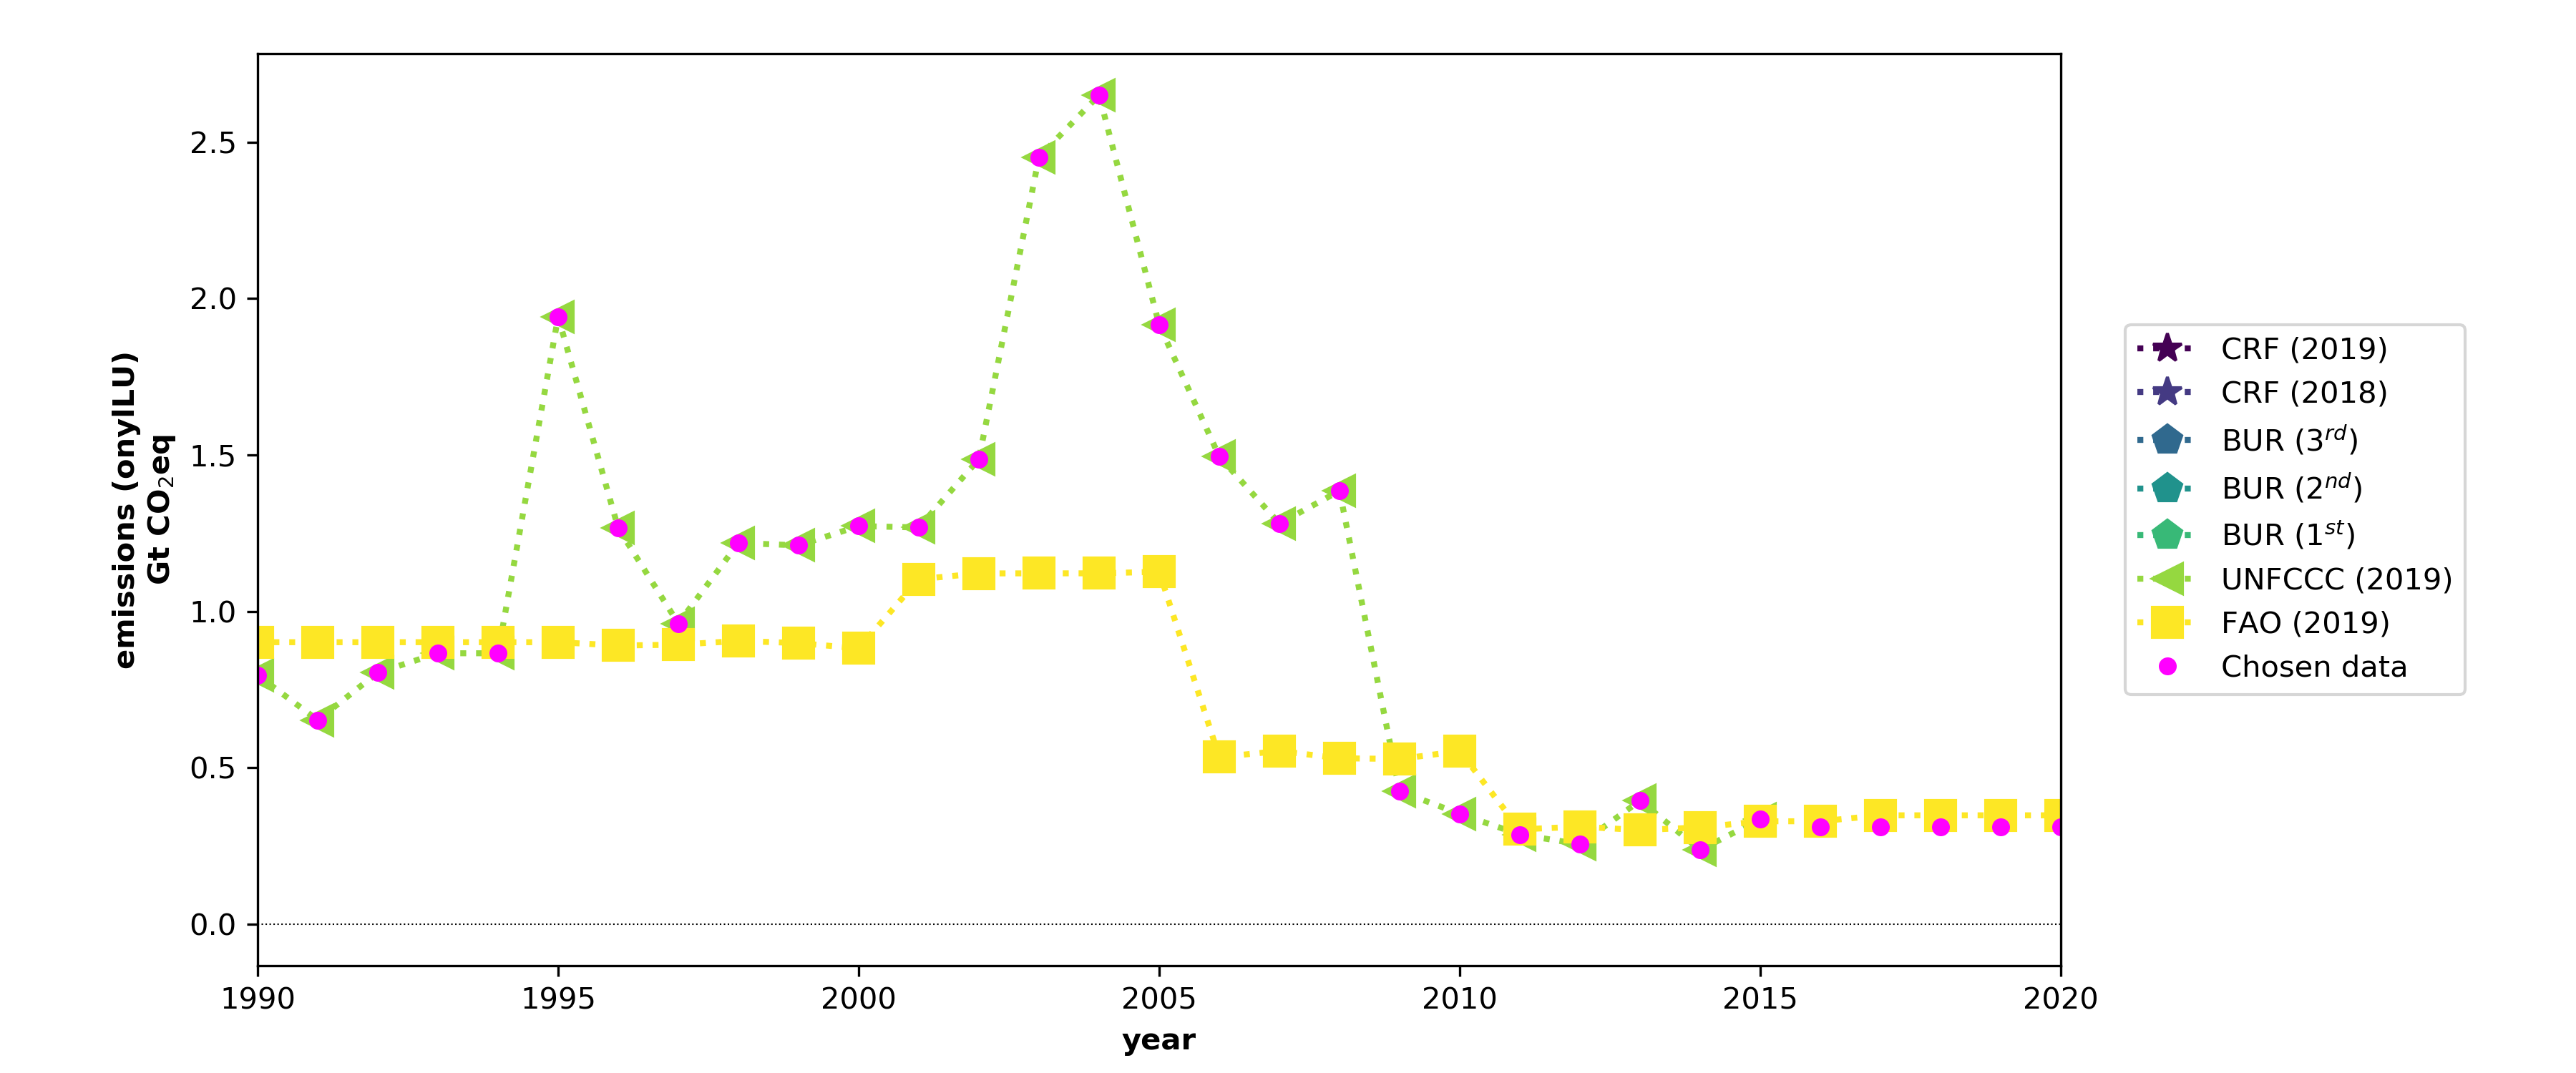 emissions (onylLU)
Gt CO₂eq
2.5
2.0
1.5
1.0
0.5
0.0
1990 1995 2000 2005 2010 2015 2020
year
CRF (2019)
CRF (2018)
BUR (3ʳᵈ)
BUR (2ⁿᵈ)
BUR (1ˢᵗ)
UNFCCC (2019)
FAO (2019)
Chosen data